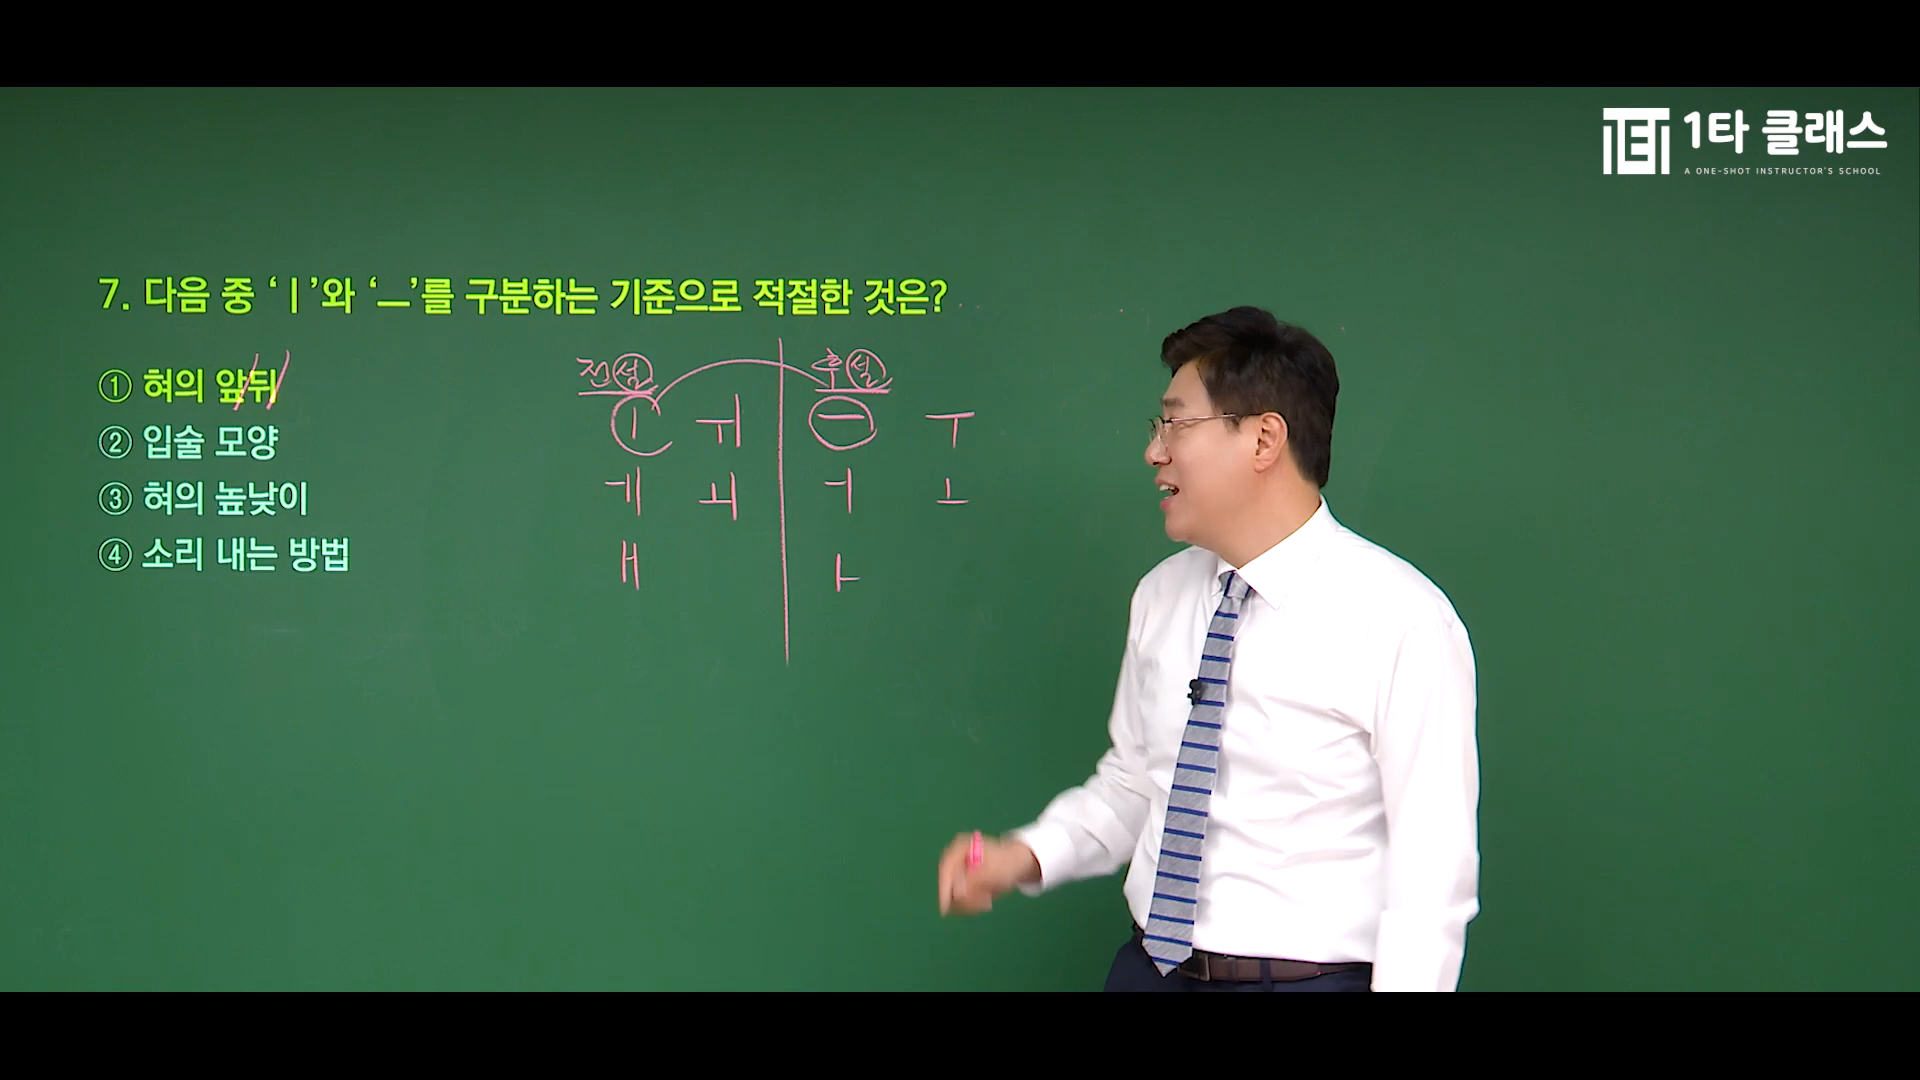 1타 클래스
A ONE-SHOT INSTRUCTOR'S SCHOOL
7. 다음 중 ‘ㅣ’와 ‘ㅡ’를 구분하는 기준으로 적절한 것은?
① 혀의 앞뒤
② 입술 모양
③ 혀의 높낮이
④ 소리 내는 방법
전설 후설
ㅣ ㅟ ㅡ ㅜ
ㅔ ㅚ ㅓ ㅗ
ㅐ ㅏ